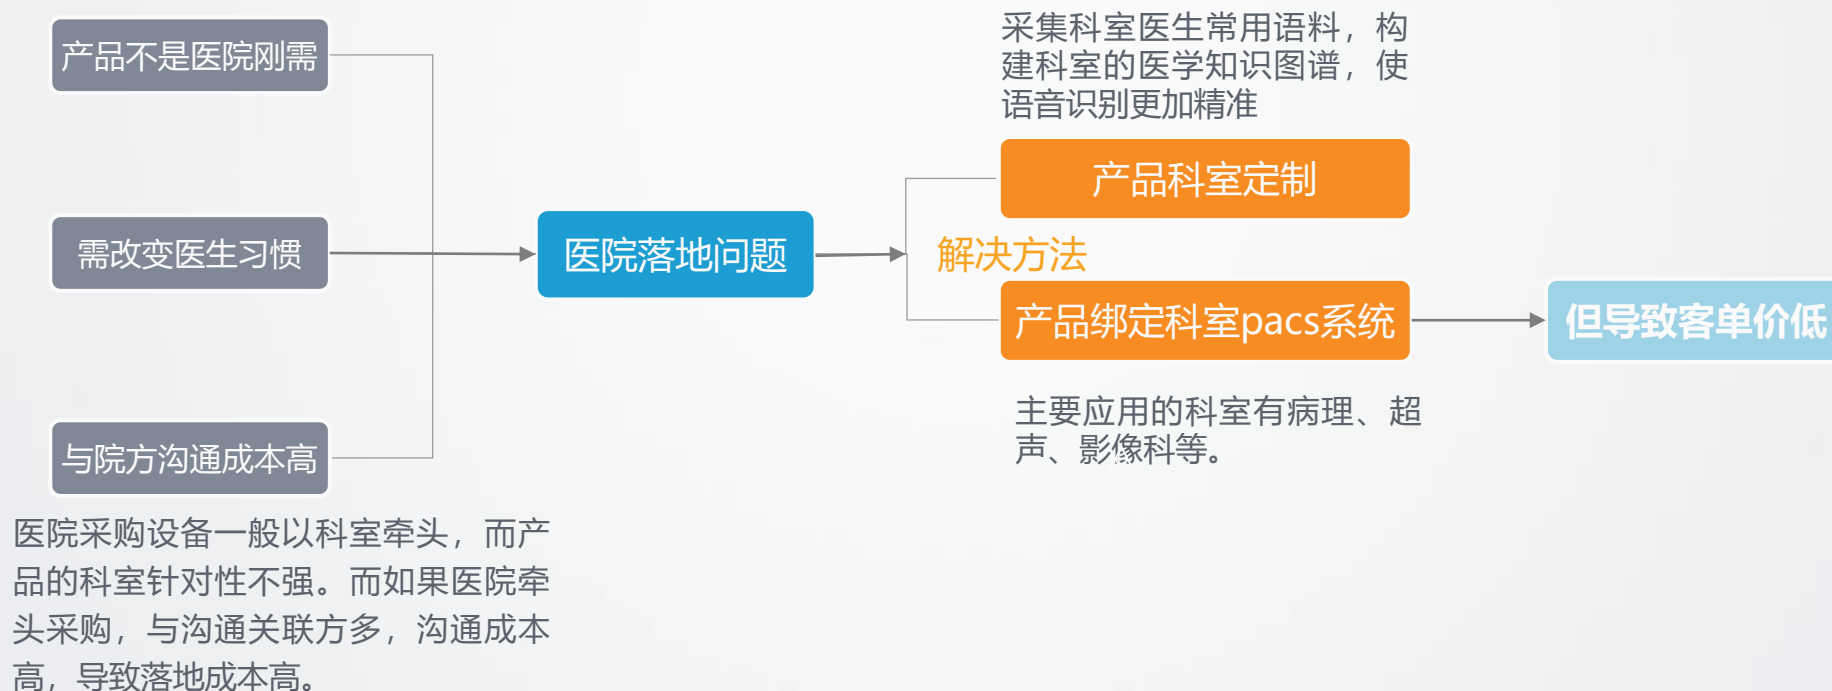 产品不是医院刚需
需改变医生习惯
与院方沟通成本高
医院采购设备一般以科室牵头，而产
品的科室针对性不强。而如果医院牵
头采购，与沟通关联方多，沟通成本
高，导致落地成本高。
医院落地问题
解决方法
采集科室医生常用语料，构
建科室的医学知识图谱，使
语音识别更加精准
产品科室定制
产品绑定科室pacs系统
主要应用的科室有病理、超
声、影像科等。
但导致客单价低